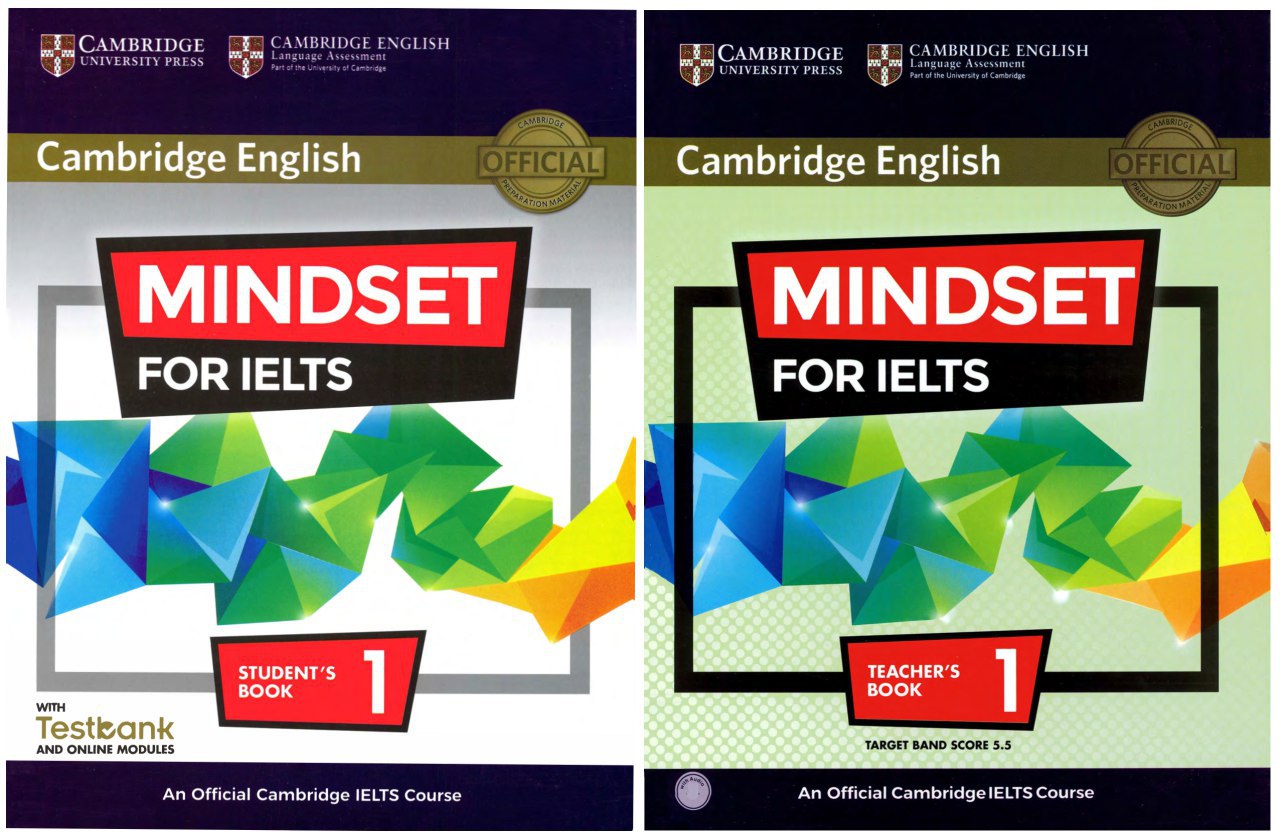 CAMBRIDGE
UNIVERSITY PRESS
CAMBRIDGE ENGLISH
Language Assessment
Part of the University of Cambridge
Cambridge English
CAMBRIDGE
OFFICIAL
PREPARATION MATERIAL
MINDSET
FOR IELTS
STUDENT'S
BOOK
1
WITH
Testbank
AND ONLINE MODULES
An Official Cambridge IELTS Course
CAMBRIDGE
UNIVERSITY PRESS
CAMBRIDGE ENGLISH
Language Assessment
Part of the University of Cambridge
Cambridge English
CAMBRIDGE
OFFICIAL
PREPARATION MATERIAL
MINDSET
FOR IELTS
TEACHER'S
BOOK
1
TARGET BAND SCORE 5.5
with Audio
An Official Cambridge IELTS Course